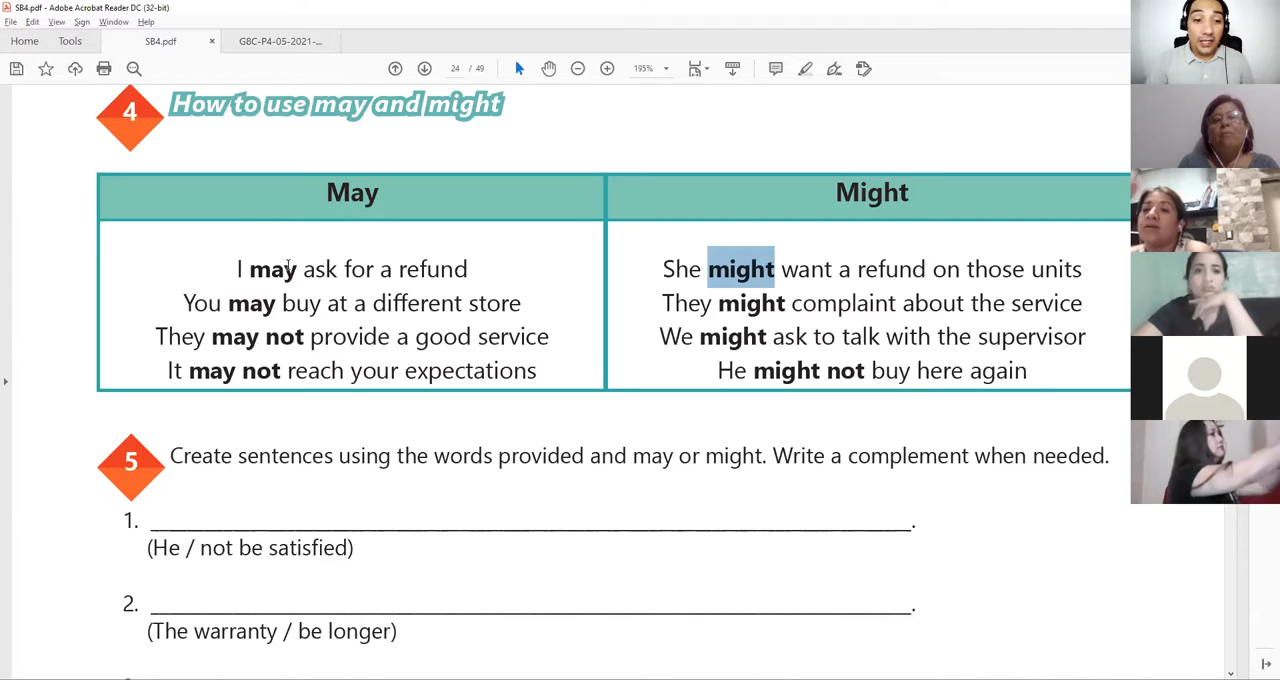 SB4.pdf - Adobe Acrobat Reader DC (32-bit)
File Edit View Sign Window Help
Home Tools SB4.pdf × GBC-P4-05-2021-...
24 / 49 195%
4 How to use may and might
May Might
I may ask for a refund
You may buy at a different store
They may not provide a good service
It may not reach your expectations
She might want a refund on those units
They might complaint about the service
We might ask to talk with the supervisor
He might not buy here again
5 Create sentences using the words provided and may or might. Write a complement when needed.
1. ______________________________.
(He / not be satisfied)
2. ______________________________.
(The warranty / be longer)